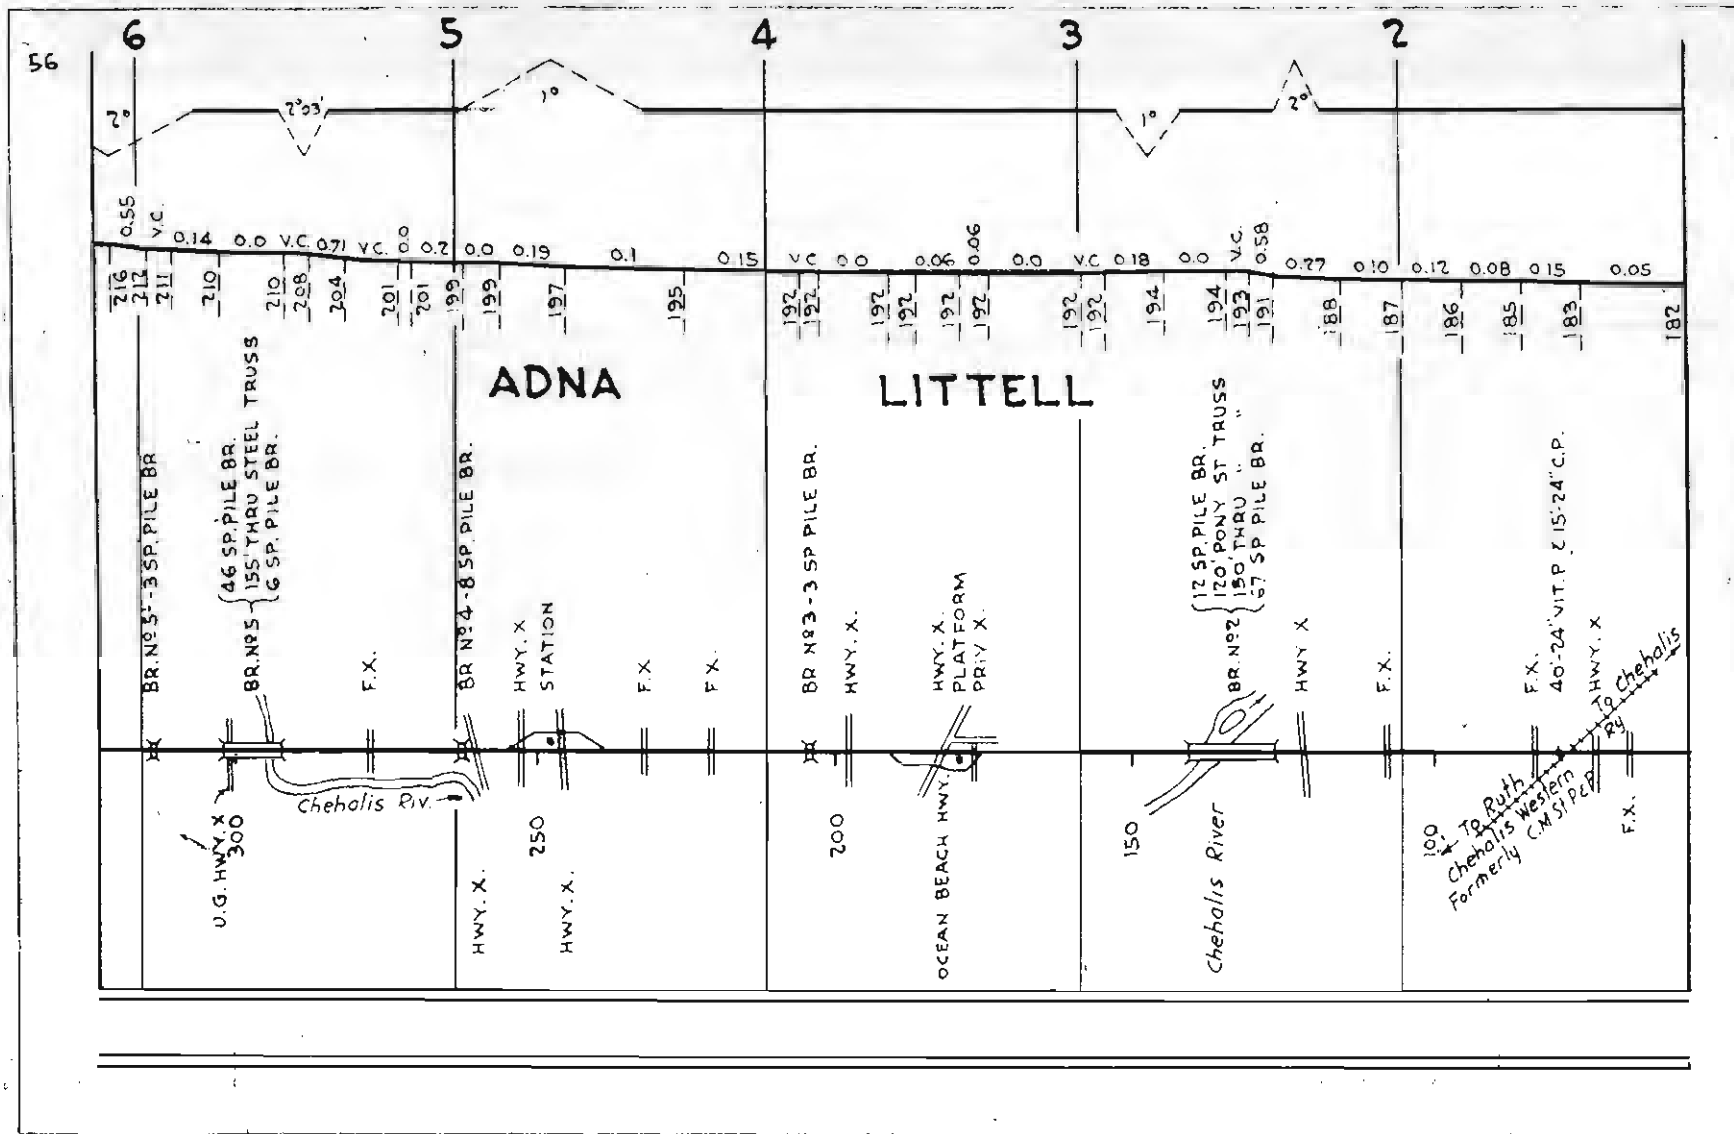 56
6 5 4 3 2
2° 2°03' 1° 1° 2°
0.55 V.C. 0.14 0.0 V.C. 0.71 V.C. 0.0 0.2 0.0 0.19 0.1 0.15 V.C 0.0 0.06 0.06 0.0 V.C 0.18 0.0 V.C. 0.58 0.27 0.10 0.12 0.08 0.15 0.05
216 212 211 210 210 208 204 201 201 199 199 197 195 192 192 192 192 192 192 192 192 194 194 193 191 188 187 186 185 183 182
ADNA LITTELL
BR. Nº 5¹-3 SP. PILE BR
BR. Nº 5
46 SP. PILE BR.
155' THRU STEEL TRUSS
6 SP. PILE BR.
F.X.
BR Nº 4-8 SP. PILE BR.
HWY. X
STATION
F.X
F.X.
BR Nº 3-3 SP PILE BR.
HWY. X.
HWY. X.
PLATFORM
PRIV X.
BR. Nº 2
12 SP. PILE BR.
120' PONY ST TRUSS
150' THRU " "
67 SP PILE BR.
HWY X
F.X.
F.X.
40'-24" VIT. P. & 15'-24" C.P.
HWY. X
To Chehalis
Ry
U.G. HWY. X
300
Chehalis Riv.
HWY. X.
250
HWY. X.
200
OCEAN BEACH HWY.
150
Chehalis River
100
To Ruth
Chehalis Western
Formerly C.M St P & P
F.X.